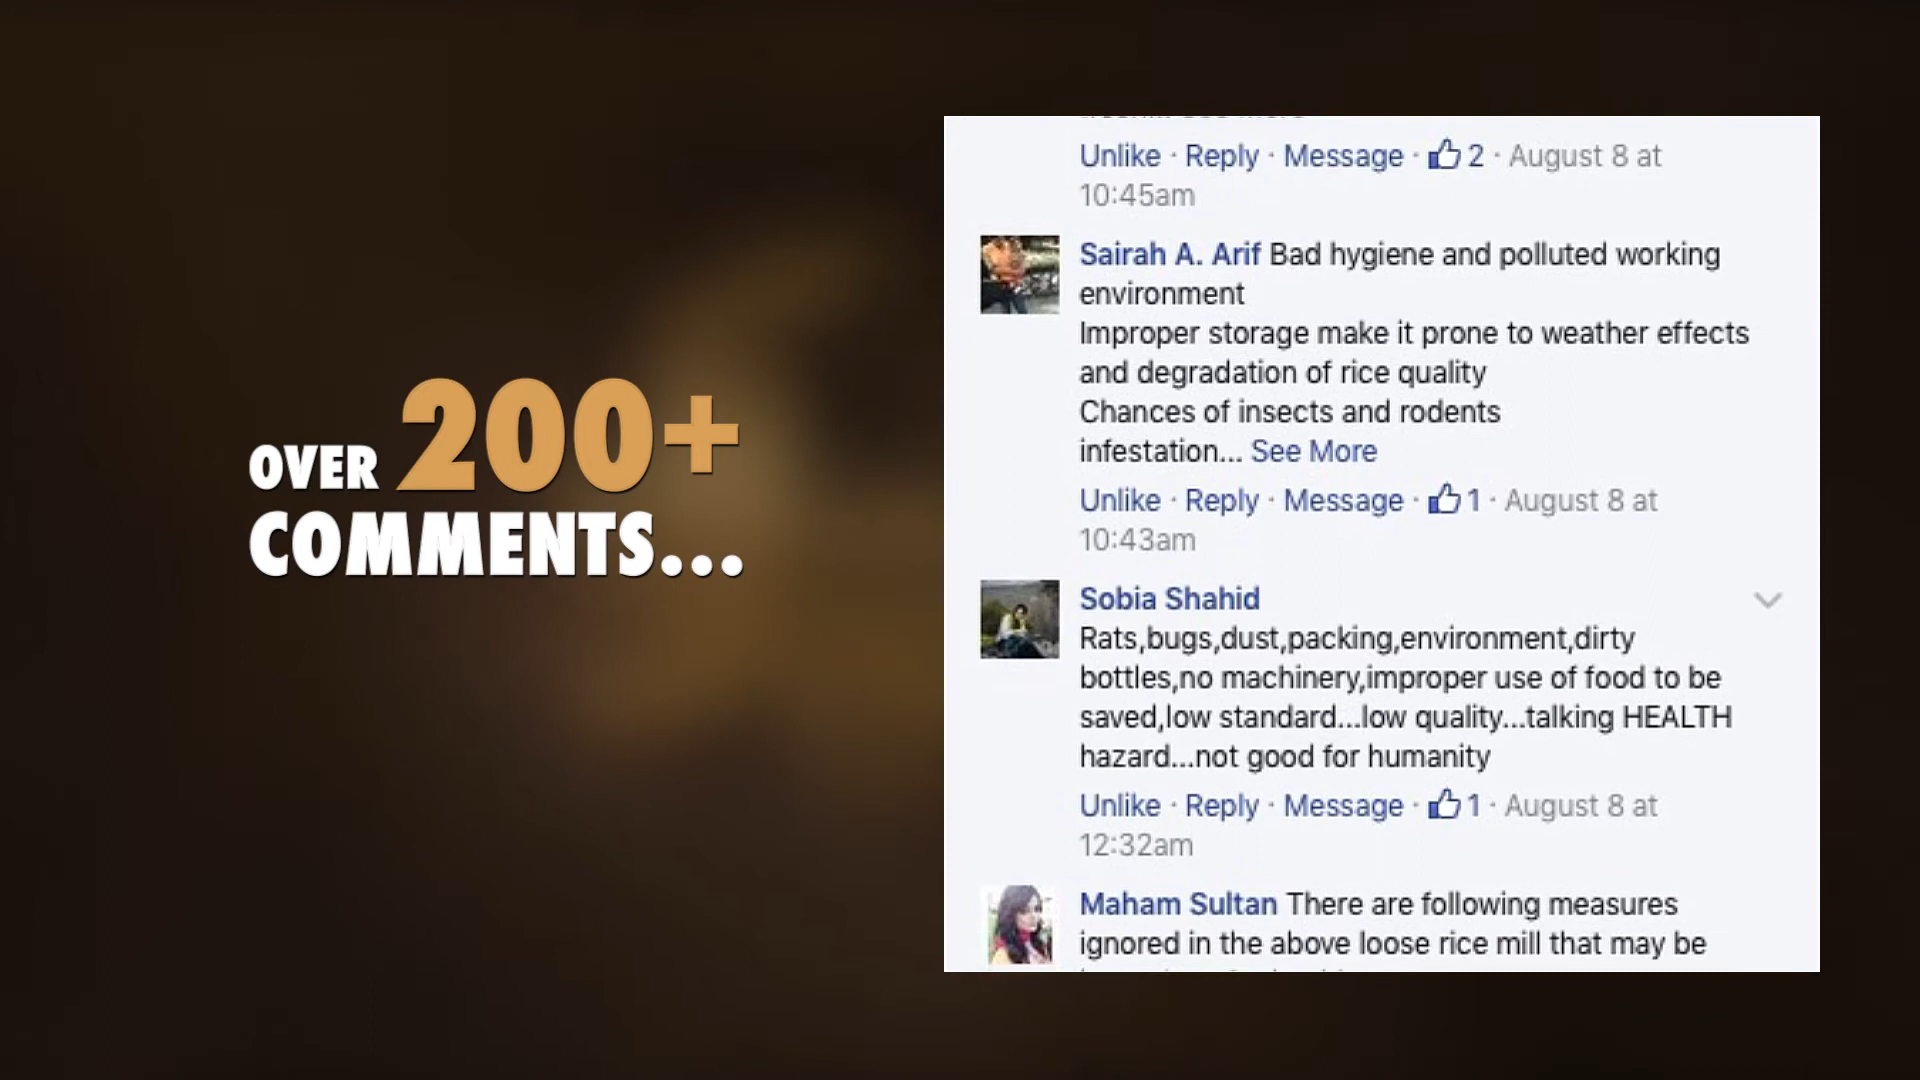 OVER 200+
COMMENTS...
Unlike · Reply · Message · 2 · August 8 at
10:45am
Sairah A. Arif Bad hygiene and polluted working
environment
Improper storage make it prone to weather effects
and degradation of rice quality
Chances of insects and rodents
infestation... See More
Unlike · Reply · Message · 1 · August 8 at
10:43am
Sobia Shahid
Rats,bugs,dust,packing,environment,dirty
bottles,no machinery,improper use of food to be
saved,low standard...low quality...talking HEALTH
hazard...not good for humanity
Unlike · Reply · Message · 1 · August 8 at
12:32am
Maham Sultan There are following measures
ignored in the above loose rice mill that may be